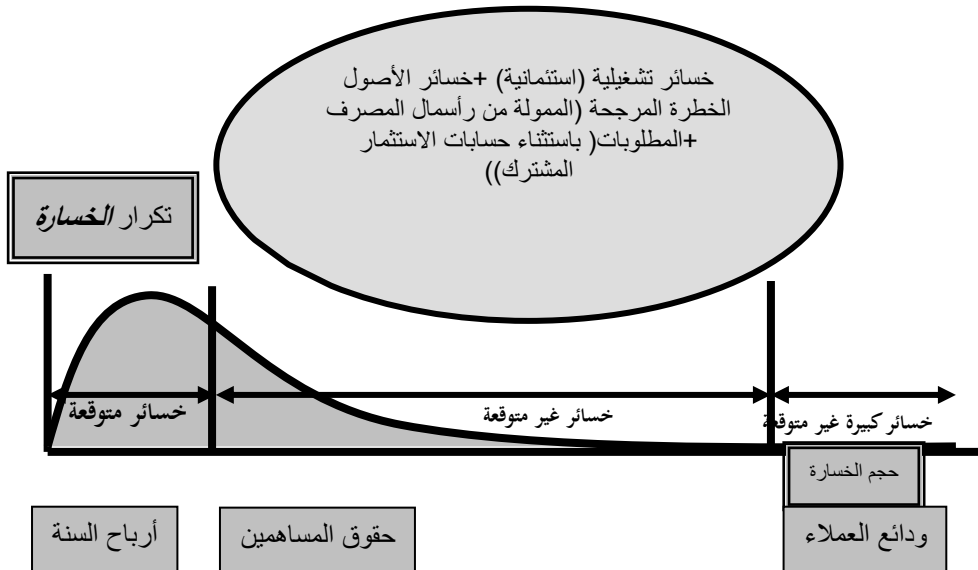 خسائر تشغيلية (استئمانية) +خسائر الأصول
الخطرة المرجحة (الممولة من رأسمال المصرف
+المطلوبات( باستثناء حسابات الاستثمار
المشترك))
تكرار الخسارة
خسائر متوقعة
خسائر غير متوقعة
خسائر كبيرة غير متوقعة
حجم الخسارة
أرباح السنة
حقوق المساهمين
ودائع العملاء